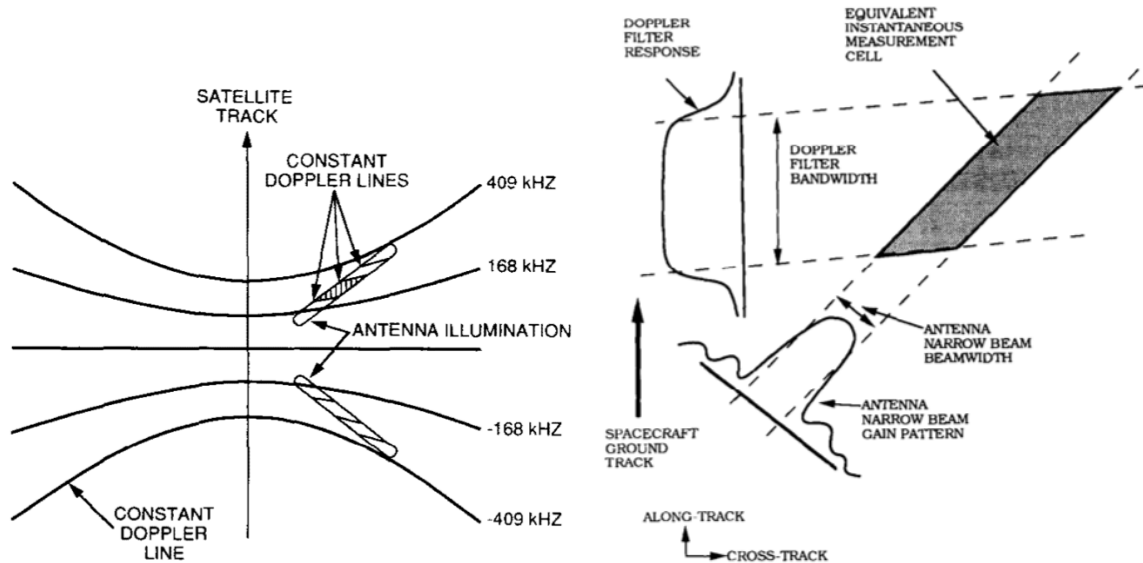 SATELLITE
TRACK
CONSTANT
DOPPLER LINES
409 kHZ
168 kHZ
ANTENNA ILLUMINATION
-168 kHZ
-409 kHZ
CONSTANT
DOPPLER
LINE
DOPPLER
FILTER
RESPONSE
EQUIVALENT
INSTANTANEOUS
MEASUREMENT
CELL
DOPPLER
FILTER
BANDWIDTH
ANTENNA
NARROW BEAM
BEAMWIDTH
ANTENNA
NARROW BEAM
GAIN PATTERN
SPACECRAFT
GROUND
TRACK
ALONG-TRACK
CROSS-TRACK